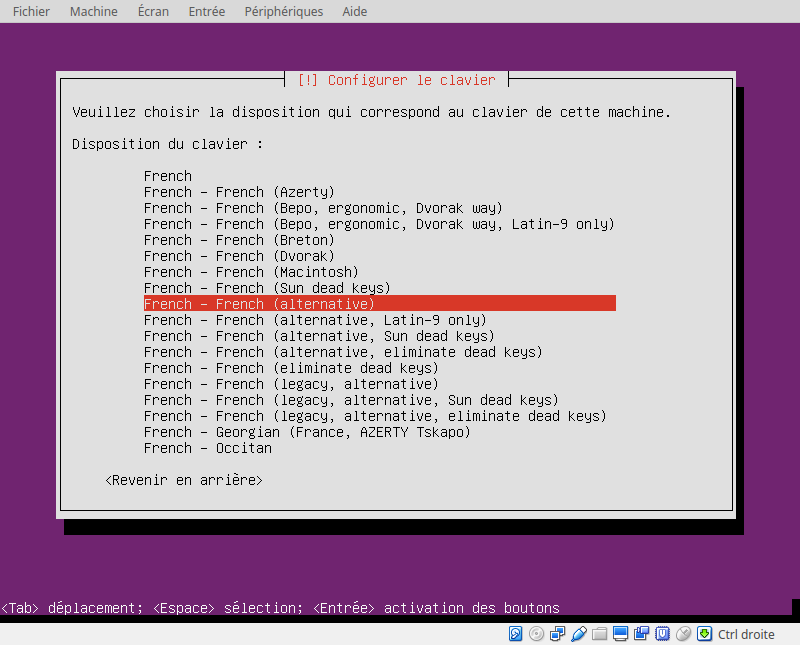 Fichier Machine Écran Entrée Périphériques Aide
[!] Configurer le clavier
Veuillez choisir la disposition qui correspond au clavier de cette machine.
Disposition du clavier :
French
French - French (Azerty)
French - French (Bepo, ergonomic, Dvorak way)
French - French (Bepo, ergonomic, Dvorak way, Latin-9 only)
French - French (Breton)
French - French (Dvorak)
French - French (Macintosh)
French - French (Sun dead keys)
French - French (alternative)
French - French (alternative, Latin-9 only)
French - French (alternative, Sun dead keys)
French - French (alternative, eliminate dead keys)
French - French (eliminate dead keys)
French - French (legacy, alternative)
French - French (legacy, alternative, Sun dead keys)
French - French (legacy, alternative, eliminate dead keys)
French - Georgian (France, AZERTY Tskapo)
French - Occitan
<Revenir en arrière>
<Tab> déplacement; <Espace> sélection; <Entrée> activation des boutons
Ctrl droite